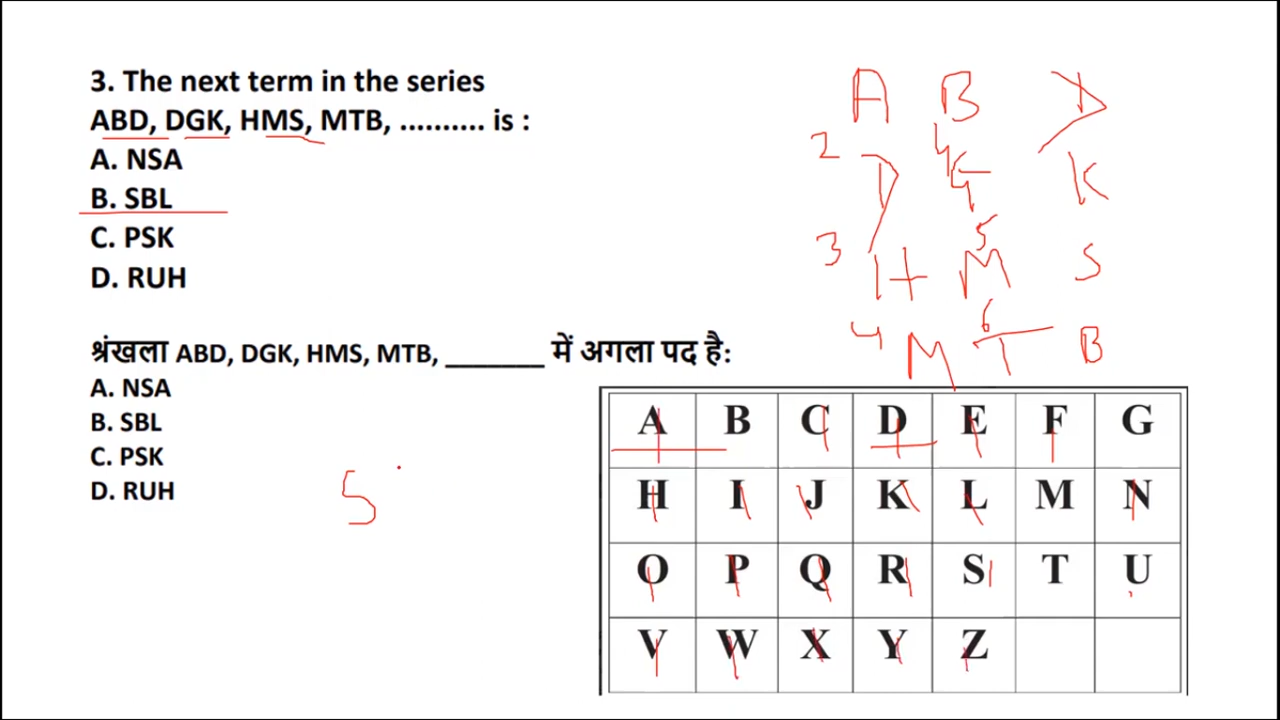 3. The next term in the series
ABD, DGK, HMS, MTB, .......... is :
A. NSA
B. SBL
C. PSK
D. RUH
श्रंखला ABD, DGK, HMS, MTB, _______ में अगला पद है:
A. NSA
B. SBL
C. PSK
D. RUH
5
A B D
2 4
D G K
3 5
H M S
4 6
M T B
A B C D E F G
H I J K L M N
O P Q R S T U
V W X Y Z